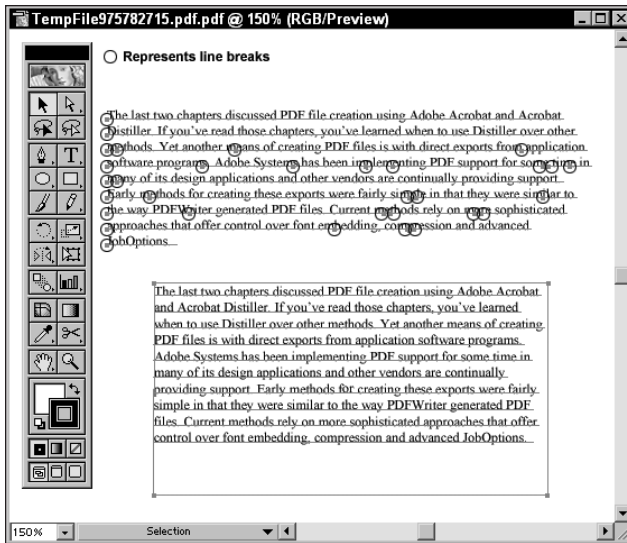 TempFile975782715.pdf.pdf @ 150% (RGB/Preview)
Represents line breaks
The last two chapters discussed PDF file creation using Adobe Acrobat and Acrobat
Distiller. If you've read those chapters, you've learned when to use Distiller over other
methods. Yet another means of creating PDF files is with direct exports from application
software programs. Adobe Systems has been implementing PDF support for some time in
many of its design applications and other vendors are continually providing support.
Early methods for creating these exports were fairly simple in that they were similar to
the way PDFWriter generated PDF files. Current methods rely on more sophisticated
approaches that offer control over font embedding, compression and advanced
JobOptions.
The last two chapters discussed PDF file creation using Adobe Acrobat
and Acrobat Distiller. If you've read those chapters, you've learned
when to use Distiller over other methods. Yet another means of creating
PDF files is with direct exports from application software programs.
Adobe Systems has been implementing PDF support for some time in
many of its design applications and other vendors are continually
providing support. Early methods for creating these exports were fairly
simple in that they were similar to the way PDFWriter generated PDF
files. Current methods rely on more sophisticated approaches that offer
control over font embedding, compression and advanced JobOptions.
T
150%
Selection